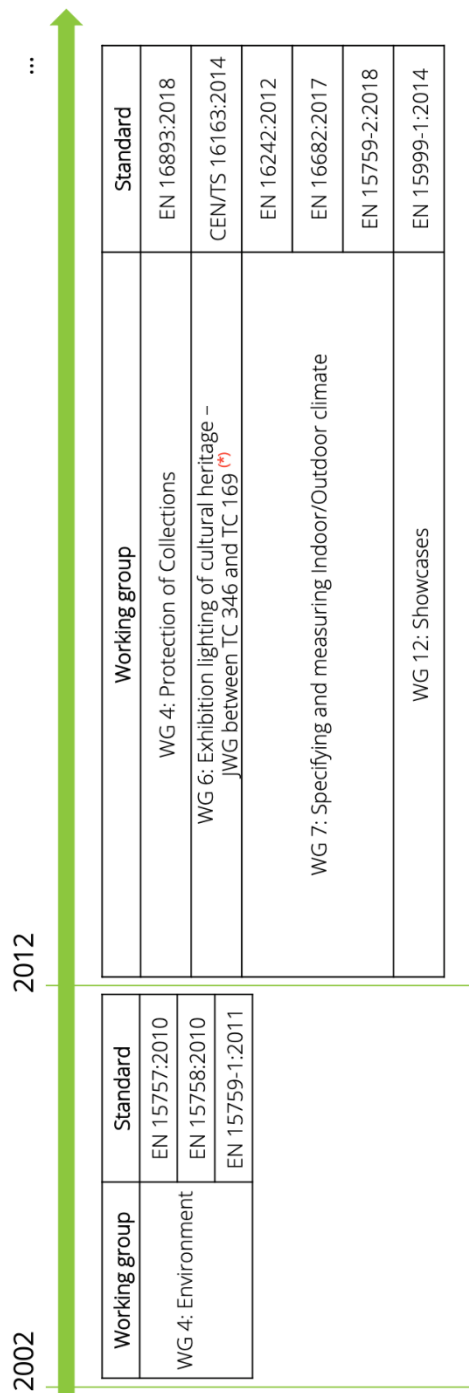 2002
2012
...
Working group
Standard
WG 4: Environment
EN 15757:2010
EN 15758:2010
EN 15759-1:2011
Working group
Standard
WG 4: Protection of Collections
EN 16893:2018
WG 6: Exhibition lighting of cultural heritage –
JWG between TC 346 and TC 169 (*)
CEN/TS 16163:2014
WG 7: Specifying and measuring Indoor/Outdoor climate
EN 16242:2012
EN 16682:2017
EN 15759-2:2018
WG 12: Showcases
EN 15999-1:2014